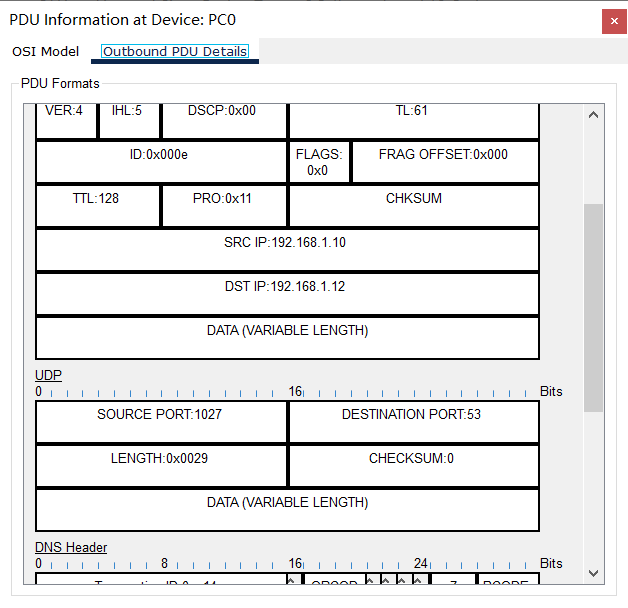 PDU Information at Device: PC0
OSI Model Outbound PDU Details
PDU Formats
VER:4 IHL:5 DSCP:0x00 TL:61
ID:0x000e FLAGS: 0x0 FRAG OFFSET:0x000
TTL:128 PRO:0x11 CHKSUM
SRC IP:192.168.1.10
DST IP:192.168.1.12
DATA (VARIABLE LENGTH)
UDP
0 16 Bits
SOURCE PORT:1027 DESTINATION PORT:53
LENGTH:0x0029 CHECKSUM:0
DATA (VARIABLE LENGTH)
DNS Header
0 8 16 24 Bits